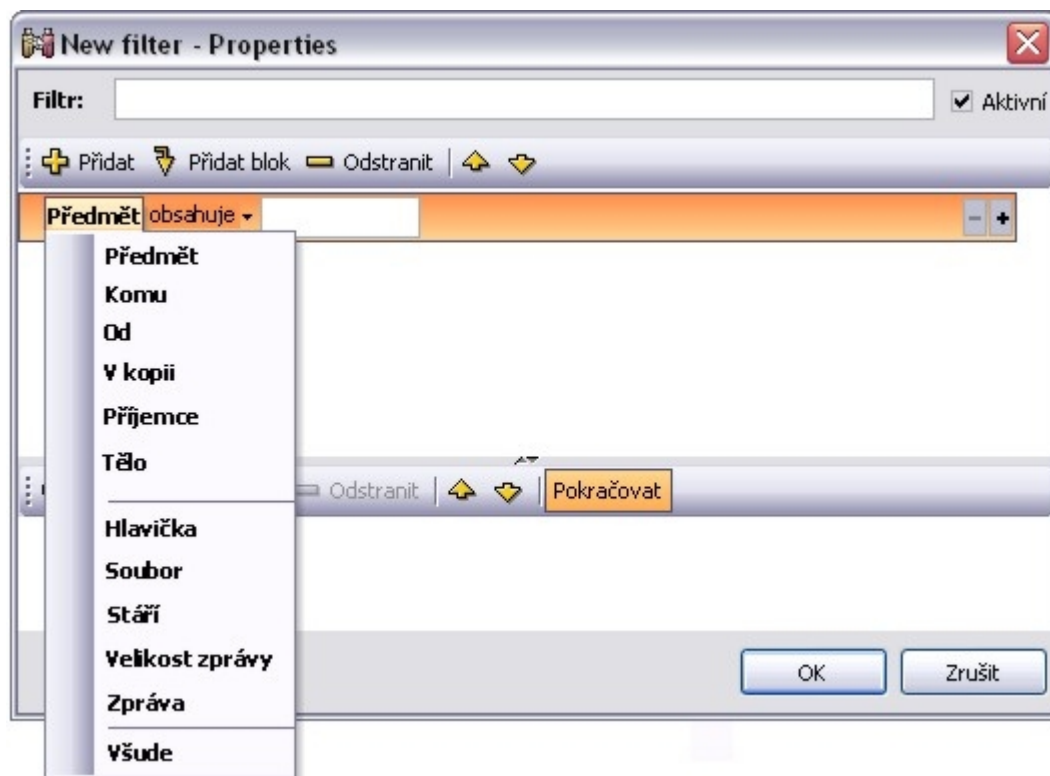 New filter - Properties
Filtr: Aktivní
Přidat Přidat blok Odstranit
Předmět obsahuje
Předmět
Komu
Od
V kopii
Příjemce
Tělo
Odstranit Pokračovat
Hlavička
Soubor
Stáří
Velikost zprávy
OK Zrušit
Zpráva
Všude